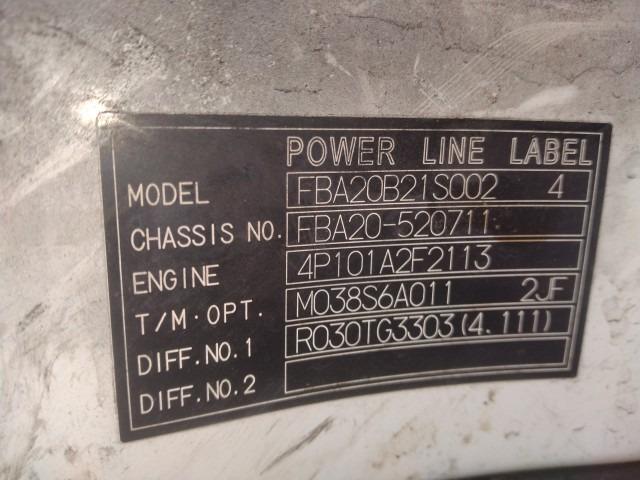 POWER LINE LABEL
MODEL FBA20B21S002 4
CHASSIS NO. FBA20-520711
ENGINE 4P101A2F2113
T/M·OPT. M038S6A011 2JF
DIFF.NO.1 R030TG3303(4.111)
DIFF.NO.2